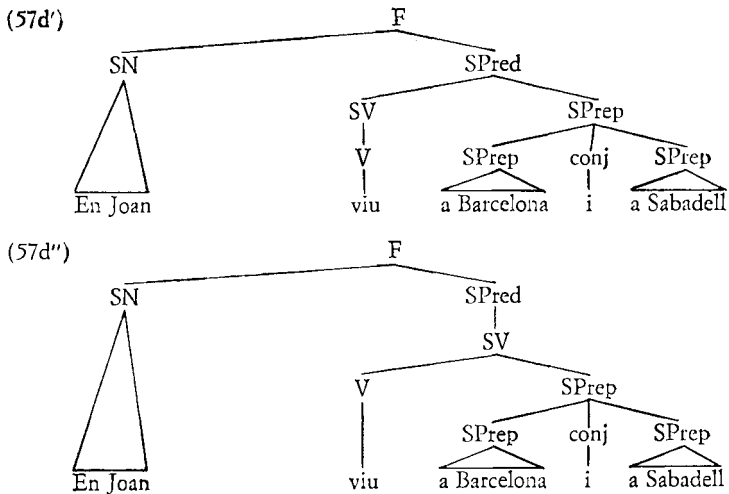 (57d') F
SN SPred
SV SPrep
V SPrep conj SPrep
En Joan viu a Barcelona i a Sabadell
(57d'') F
SN SPred
SV
V SPrep
SPrep conj SPrep
En Joan viu a Barcelona i a Sabadell